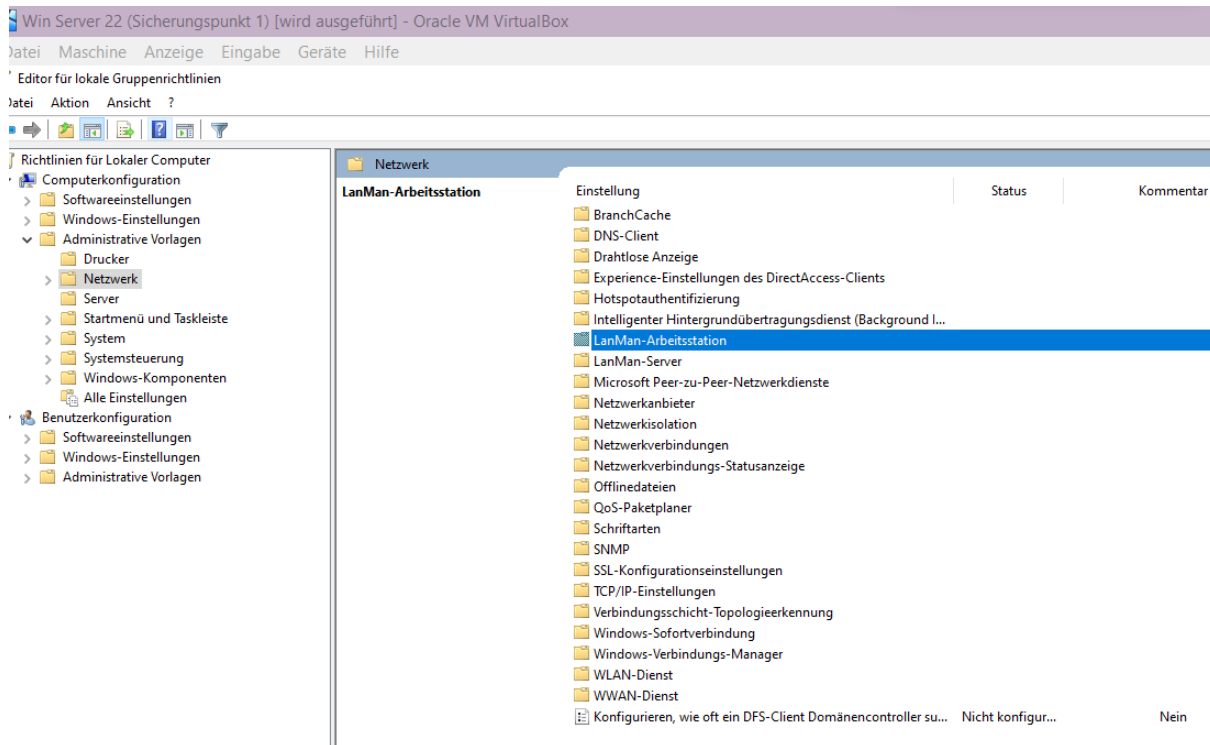 Win Server 22 (Sicherungspunkt 1) [wird ausgeführt] - Oracle VM VirtualBox
Datei Maschine Anzeige Eingabe Geräte Hilfe
Editor für lokale Gruppenrichtlinien
Datei Aktion Ansicht ?
Richtlinien für Lokaler Computer
Computerkonfiguration
Softwareeinstellungen
Windows-Einstellungen
Administrative Vorlagen
Drucker
Netzwerk
Server
Startmenü und Taskleiste
System
Systemsteuerung
Windows-Komponenten
Alle Einstellungen
Benutzerkonfiguration
Softwareeinstellungen
Windows-Einstellungen
Administrative Vorlagen
Netzwerk
LanMan-Arbeitsstation
Einstellung Status Kommentar
BranchCache
DNS-Client
Drahtlose Anzeige
Experience-Einstellungen des DirectAccess-Clients
Hotspotauthentifizierung
Intelligenter Hintergrundübertragungsdienst (Background I...
LanMan-Arbeitsstation
LanMan-Server
Microsoft Peer-zu-Peer-Netzwerkdienste
Netzwerkanbieter
Netzwerkisolation
Netzwerkverbindungen
Netzwerkverbindungs-Statusanzeige
Offlinedateien
QoS-Paketplaner
Schriftarten
SNMP
SSL-Konfigurationseinstellungen
TCP/IP-Einstellungen
Verbindungsschicht-Topologieerkennung
Windows-Sofortverbindung
Windows-Verbindungs-Manager
WLAN-Dienst
WWAN-Dienst
Konfigurieren, wie oft ein DFS-Client Domänencontroller su... Nicht konfigur... Nein